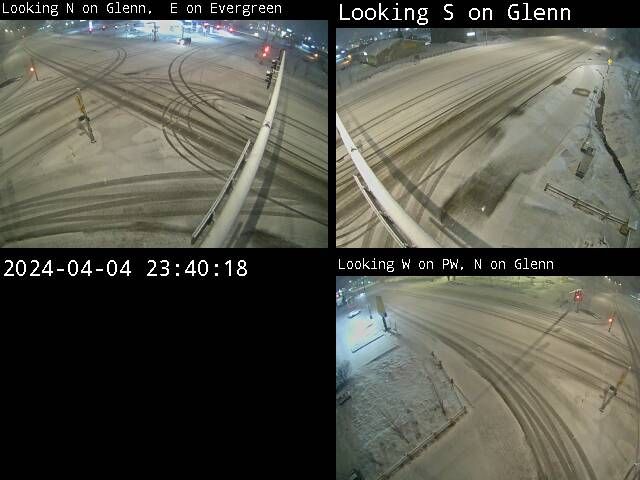 Looking N on Glenn,  E on Evergreen
Looking S on Glenn
2024-04-04 23:40:18
Looking W on PW, N on Glenn